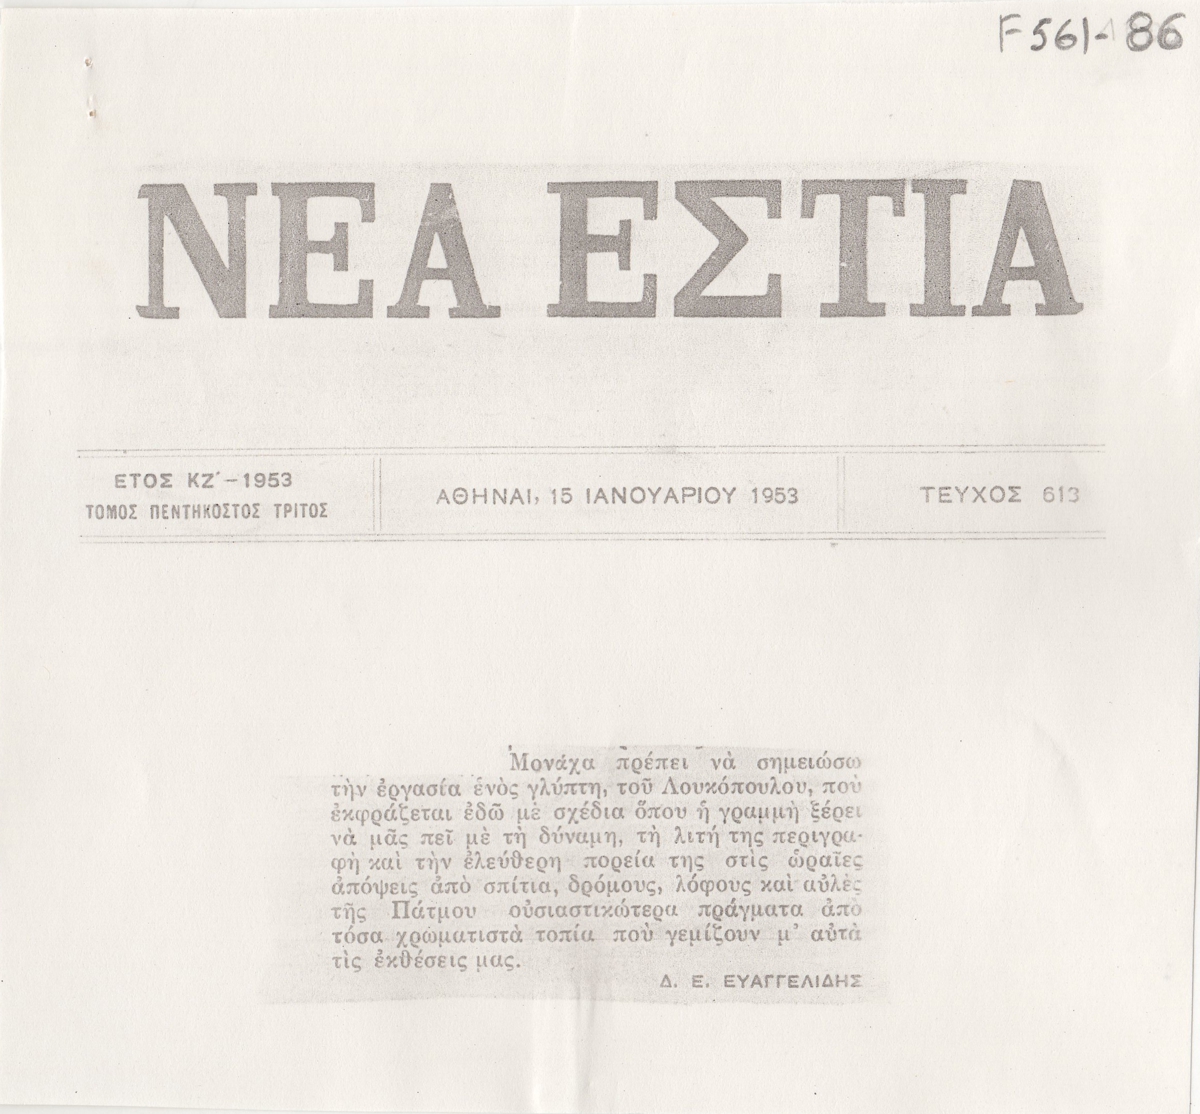 F561-86
ΝΕΑ ΕΣΤΙΑ
ΕΤΟΣ ΚΖ΄ – 1953
ΤΟΜΟΣ ΠΕΝΤΗΚΟΣΤΟΣ ΤΡΙΤΟΣ
ΑΘΗΝΑΙ, 15 ΙΑΝΟΥΑΡΙΟΥ 1953
ΤΕΥΧΟΣ 613
Μονάχα πρέπει νὰ σημειώσω
τὴν ἐργασία ἑνὸς γλύπτη, τοῦ Λουκόπουλου, ποὺ
ἐκφράζεται ἐδῶ μὲ σχέδια ὅπου ἡ γραμμὴ ξέρει
νὰ μᾶς πεῖ μὲ τὴ δύναμη, τὴ λιτή της περιγρα-
φὴ καὶ τὴν ἐλεύθερη πορεία της στὶς ὡραῖες
ἀπόψεις ἀπὸ σπίτια, δρόμους, λόφους καὶ αὐλὲς
τῆς Πάτμου οὐσιαστικώτερα πράγματα ἀπὸ
τόσα χρωματιστὰ τοπία ποὺ γεμίζουν μ’ αὐτὰ
τὶς ἐκθέσεις μας.
Δ. Ε. ΕΥΑΓΓΕΛΙΔΗΣ